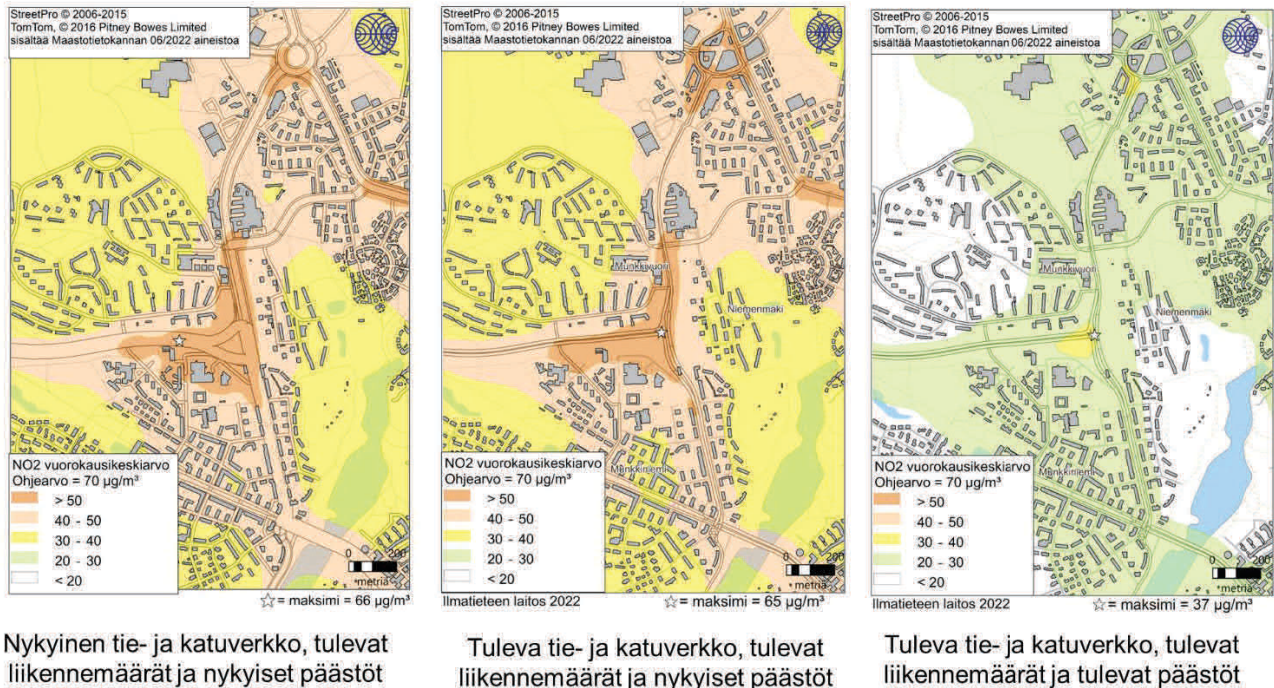 StreetPro © 2006-2015
TomTom, © 2016 Pitney Bowes Limited
sisältää Maastotietokannan 06/2022 aineistoa
NO2 vuorokausikeskiarvo
Ohjearvo = 70 µg/m³
> 50
40 - 50
30 - 40
20 - 30
< 20
0 200
metriä
☆= maksimi = 66 µg/m³
Nykyinen tie- ja katuverkko, tulevat
liikennemäärät ja nykyiset päästöt
StreetPro © 2006-2015
TomTom, © 2016 Pitney Bowes Limited
sisältää Maastotietokannan 06/2022 aineistoa
Munkkivuori
Niemenmäki
Munkkiniemi
NO2 vuorokausikeskiarvo
Ohjearvo = 70 µg/m³
> 50
40 - 50
30 - 40
20 - 30
< 20
0 200
metriä
Ilmatieteen laitos 2022
☆= maksimi = 65 µg/m³
Tuleva tie- ja katuverkko, tulevat
liikennemäärät ja nykyiset päästöt
StreetPro © 2006-2015
TomTom, © 2016 Pitney Bowes Limited
sisältää Maastotietokannan 06/2022 aineistoa
Munkkivuori
Niemenmäki
Munkkiniemi
NO2 vuorokausikeskiarvo
Ohjearvo = 70 µg/m³
> 50
40 - 50
30 - 40
20 - 30
< 20
0 200
metriä
Ilmatieteen laitos 2022
☆= maksimi = 37 µg/m³
Tuleva tie- ja katuverkko, tulevat
liikennemäärät ja tulevat päästöt